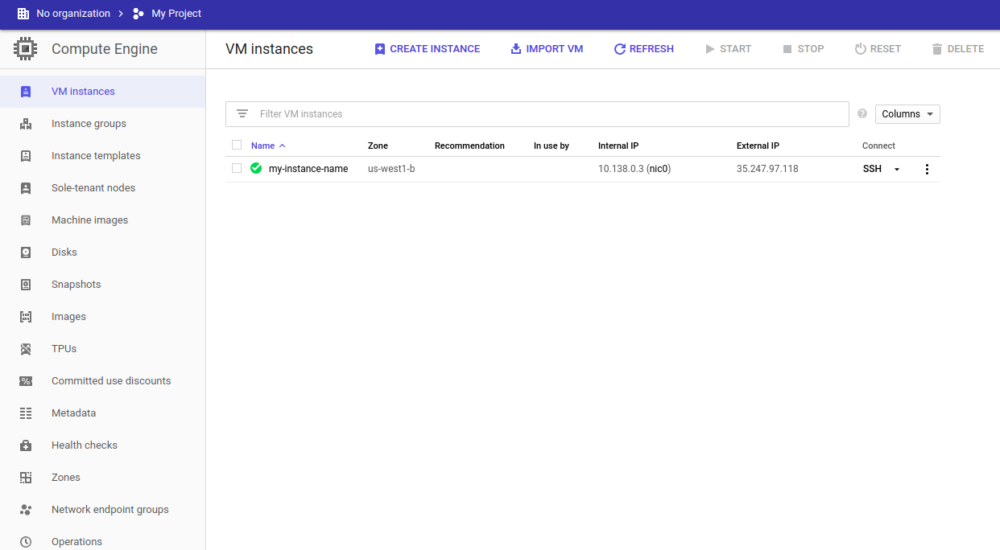 No organization > My Project
Compute Engine
VM instances
CREATE INSTANCE
IMPORT VM
REFRESH
START
STOP
RESET
DELETE
VM instances
Instance groups
Instance templates
Sole-tenant nodes
Machine images
Disks
Snapshots
Images
TPUs
Committed use discounts
Metadata
Health checks
Zones
Network endpoint groups
Operations
Filter VM instances
Columns
Name Zone Recommendation In use by Internal IP External IP Connect
my-instance-name us-west1-b 10.138.0.3 (nic0) 35.247.97.118 SSH